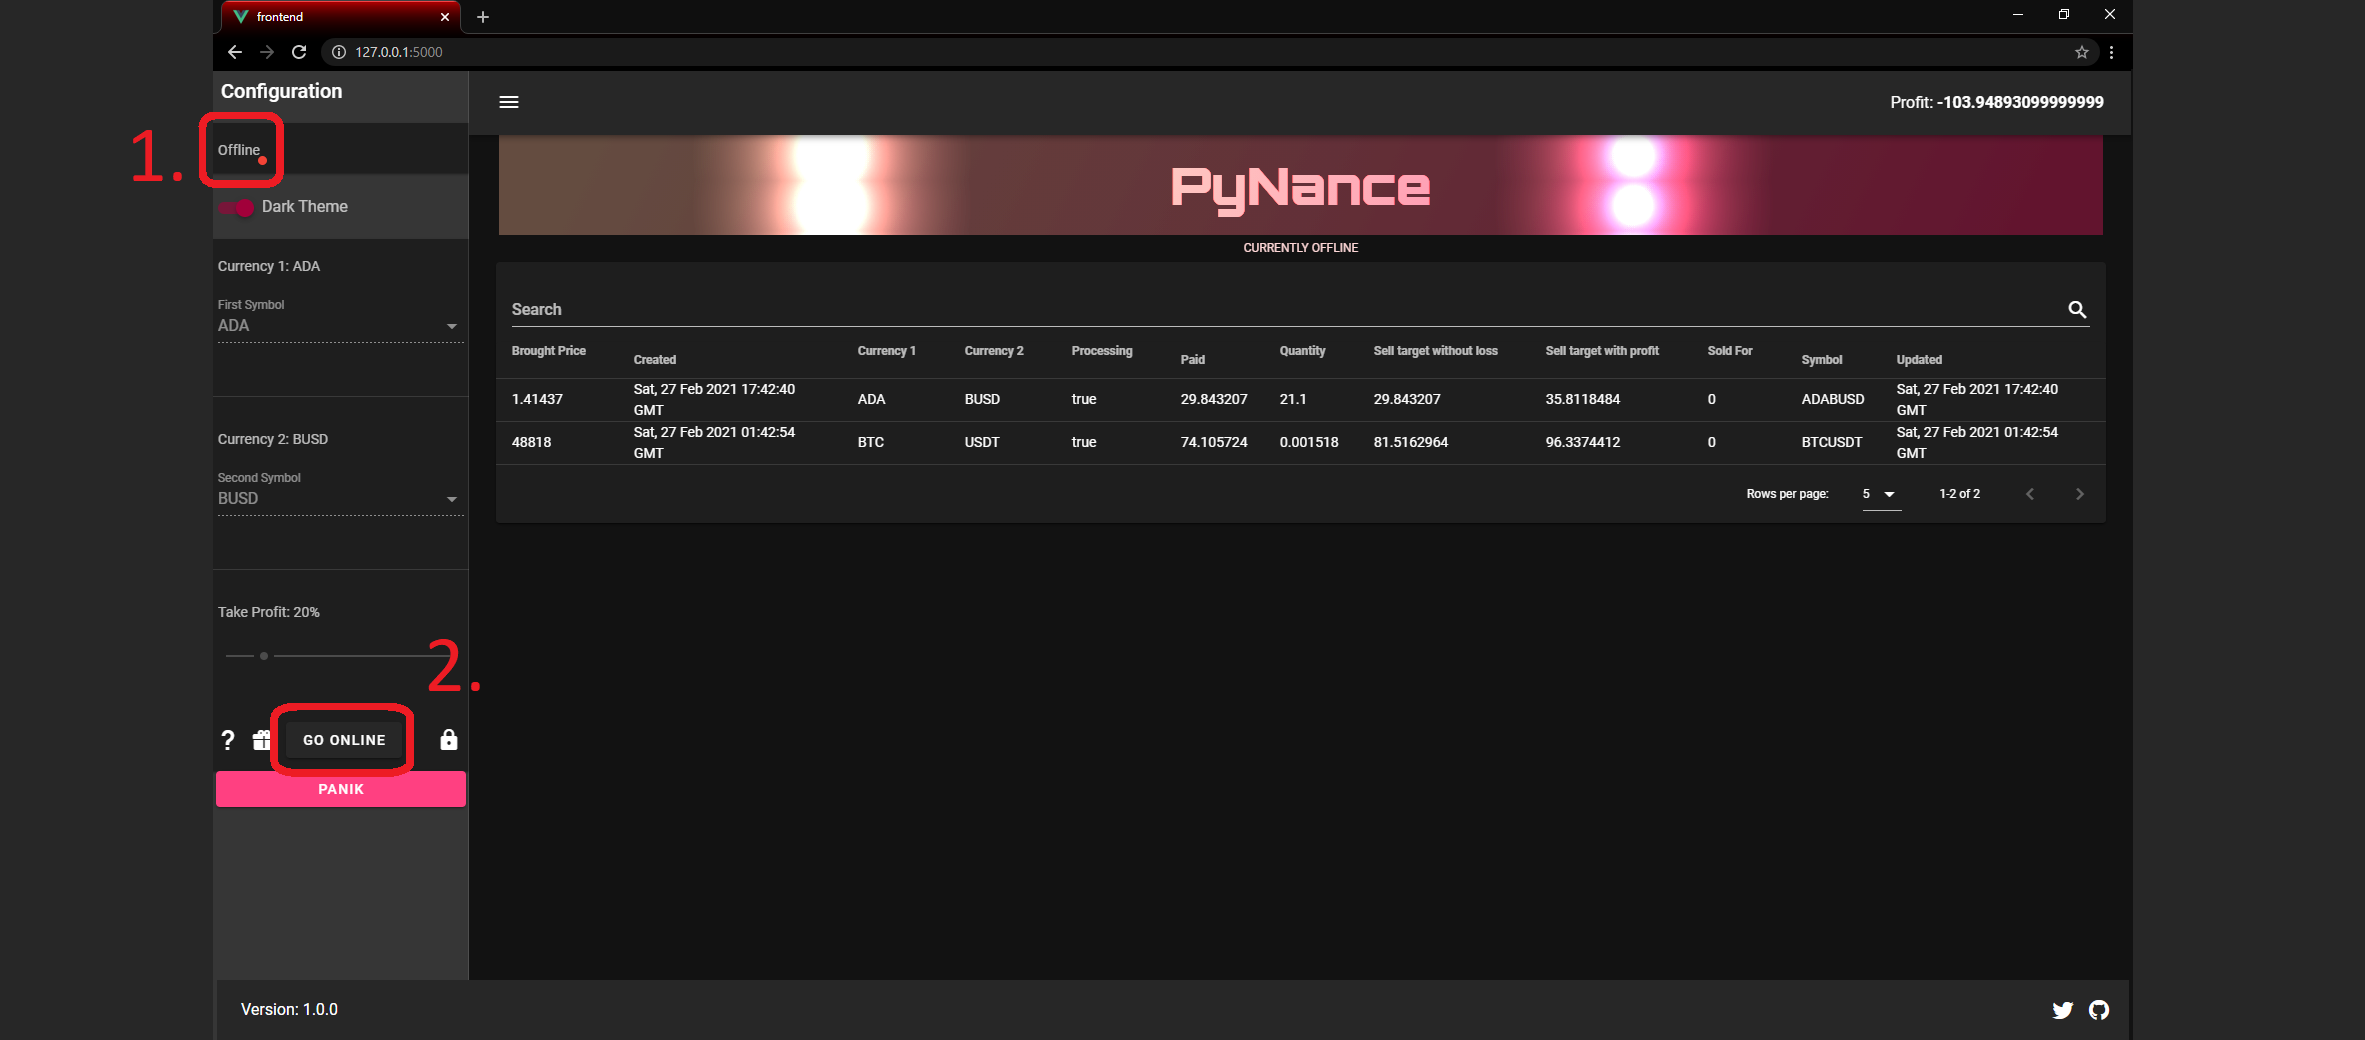 frontend
127.0.0.1:5000
Configuration
Profit: -103.94893099999999
1.
Offline
Dark Theme
PyNance
CURRENTLY OFFLINE
Currency 1: ADA
First Symbol
ADA
Currency 2: BUSD
Second Symbol
BUSD
Take Profit: 20%
2.
? GO ONLINE
PANIK
Search
Brought Price Created Currency 1 Currency 2 Processing Paid Quantity Sell target without loss Sell target with profit Sold For Symbol Updated
1.41437 Sat, 27 Feb 2021 17:42:40 GMT ADA BUSD true 29.843207 21.1 29.843207 35.8118484 0 ADABUSD Sat, 27 Feb 2021 17:42:40 GMT
48818 Sat, 27 Feb 2021 01:42:54 GMT BTC USDT true 74.105724 0.001518 81.5162964 96.3374412 0 BTCUSDT Sat, 27 Feb 2021 01:42:54 GMT
Rows per page: 5 1-2 of 2
Version: 1.0.0